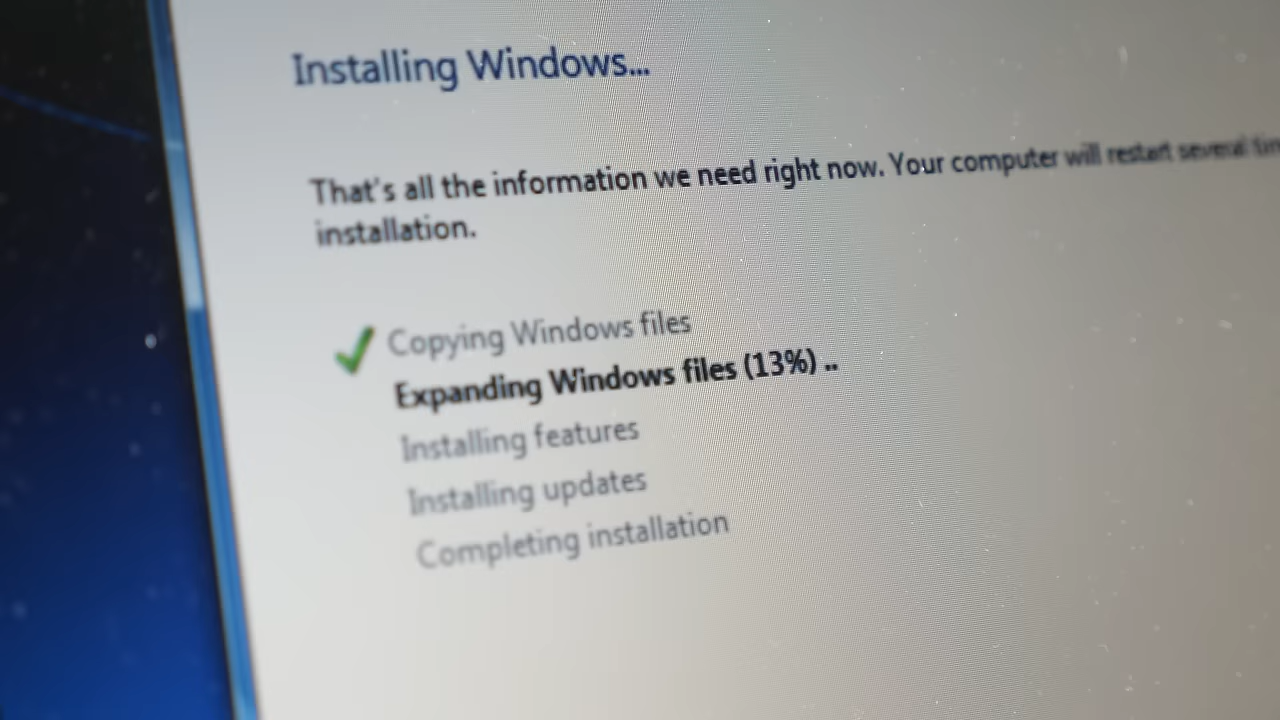 Installing Windows...
That's all the information we need right now. Your computer will restart several
installation.
Copying Windows files
Expanding Windows files (13%) ..
Installing features
Installing updates
Completing installation